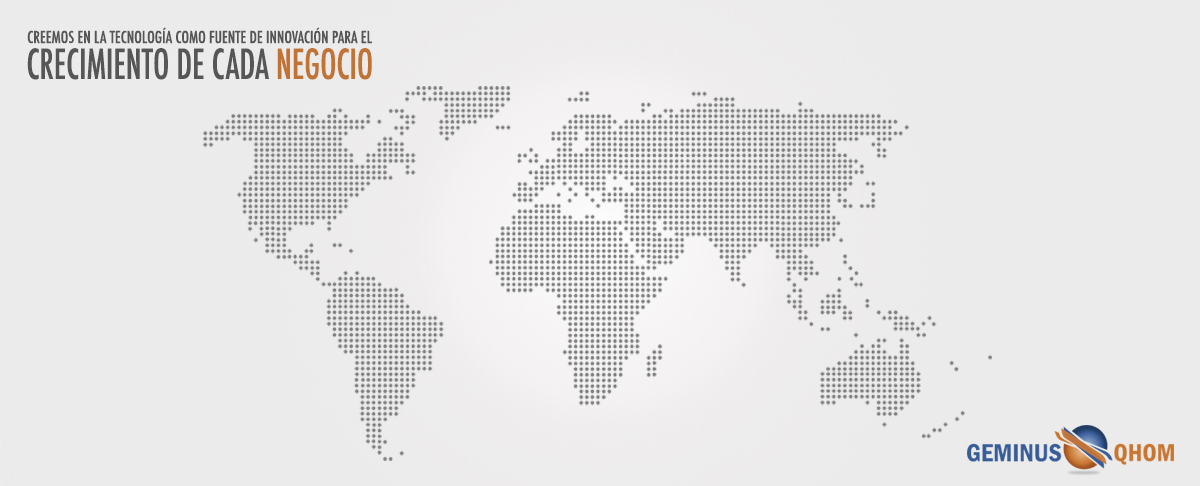 CREEMOS EN LA TECNOLOGÍA COMO FUENTE DE INNOVACIÓN PARA EL
CRECIMIENTO DE CADA NEGOCIO
GEMINUS QHOM